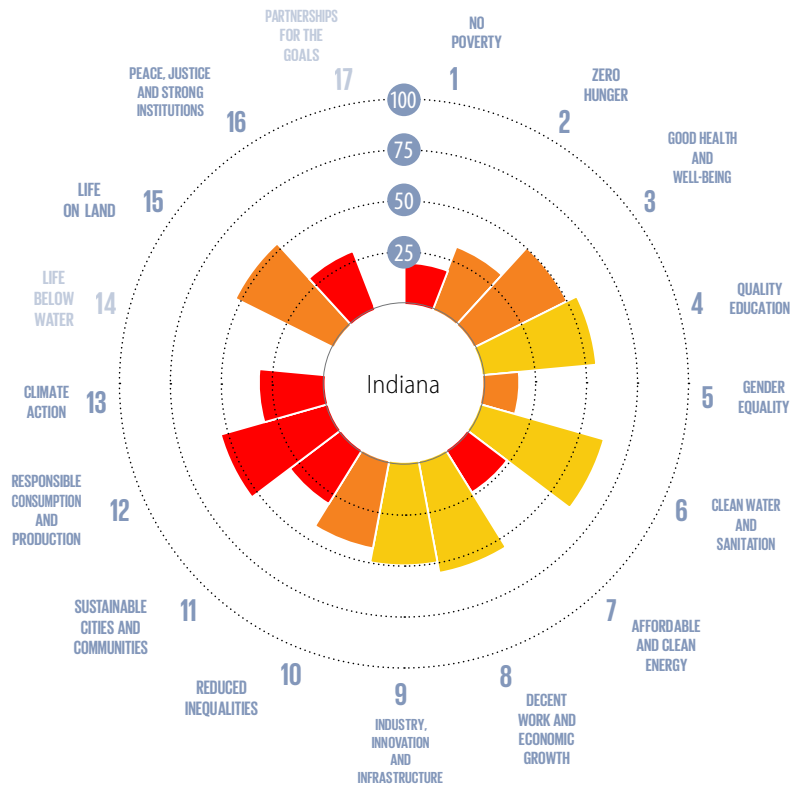 PARTNERSHIPS
FOR THE
GOALS
17
NO
POVERTY
1
ZERO
HUNGER
2
GOOD HEALTH
AND
WELL-BEING
3
QUALITY
EDUCATION
4
GENDER
EQUALITY
5
CLEAN WATER
AND
SANITATION
6
AFFORDABLE
AND CLEAN
ENERGY
7
DECENT
WORK AND
ECONOMIC
GROWTH
8
INDUSTRY,
INNOVATION
AND
INFRASTRUCTURE
9
REDUCED
INEQUALITIES
10
SUSTAINABLE
CITIES AND
COMMUNITIES
11
RESPONSIBLE
CONSUMPTION
AND
PRODUCTION
12
CLIMATE
ACTION
13
LIFE
BELOW
WATER
14
LIFE
ON LAND
15
PEACE, JUSTICE
AND STRONG
INSTITUTIONS
16
100
75
50
25
Indiana